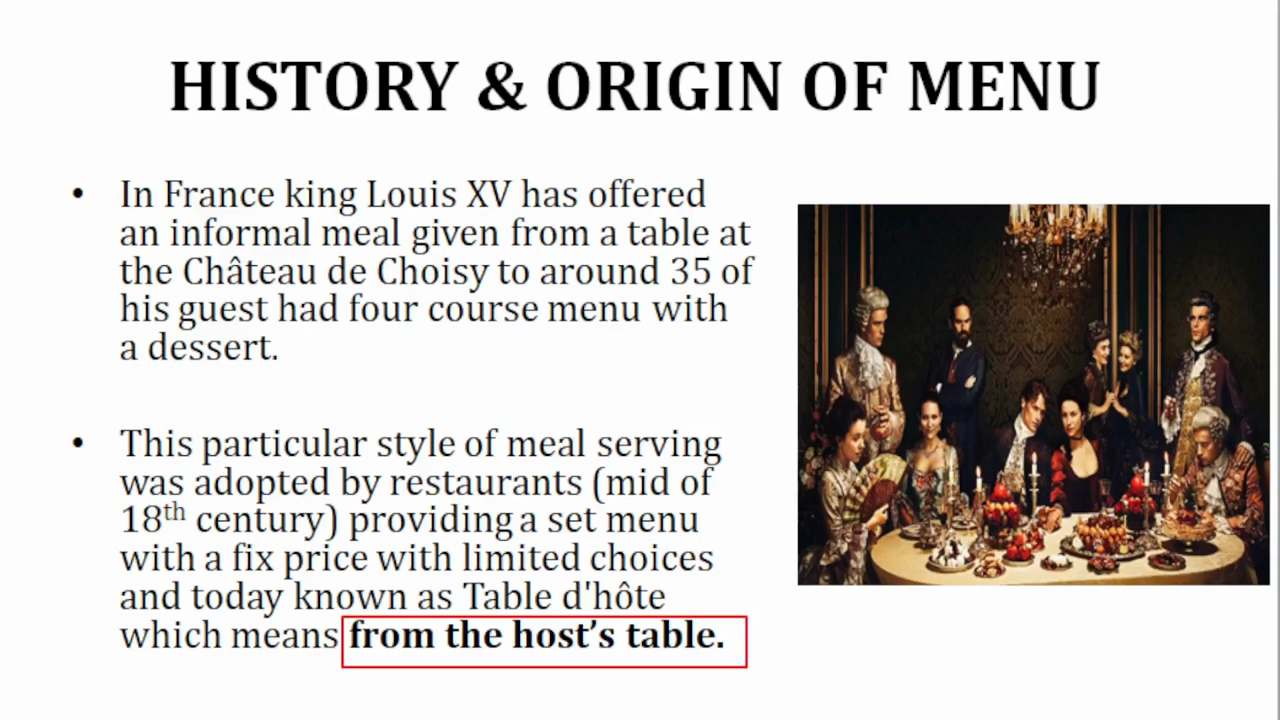 HISTORY & ORIGIN OF MENU
• In France king Louis XV has offered
an informal meal given from a table at
the Château de Choisy to around 35 of
his guest had four course menu with
a dessert.
• This particular style of meal serving
was adopted by restaurants (mid of
18th century) providing a set menu
with a fix price with limited choices
and today known as Table d'hôte
which means from the host’s table.